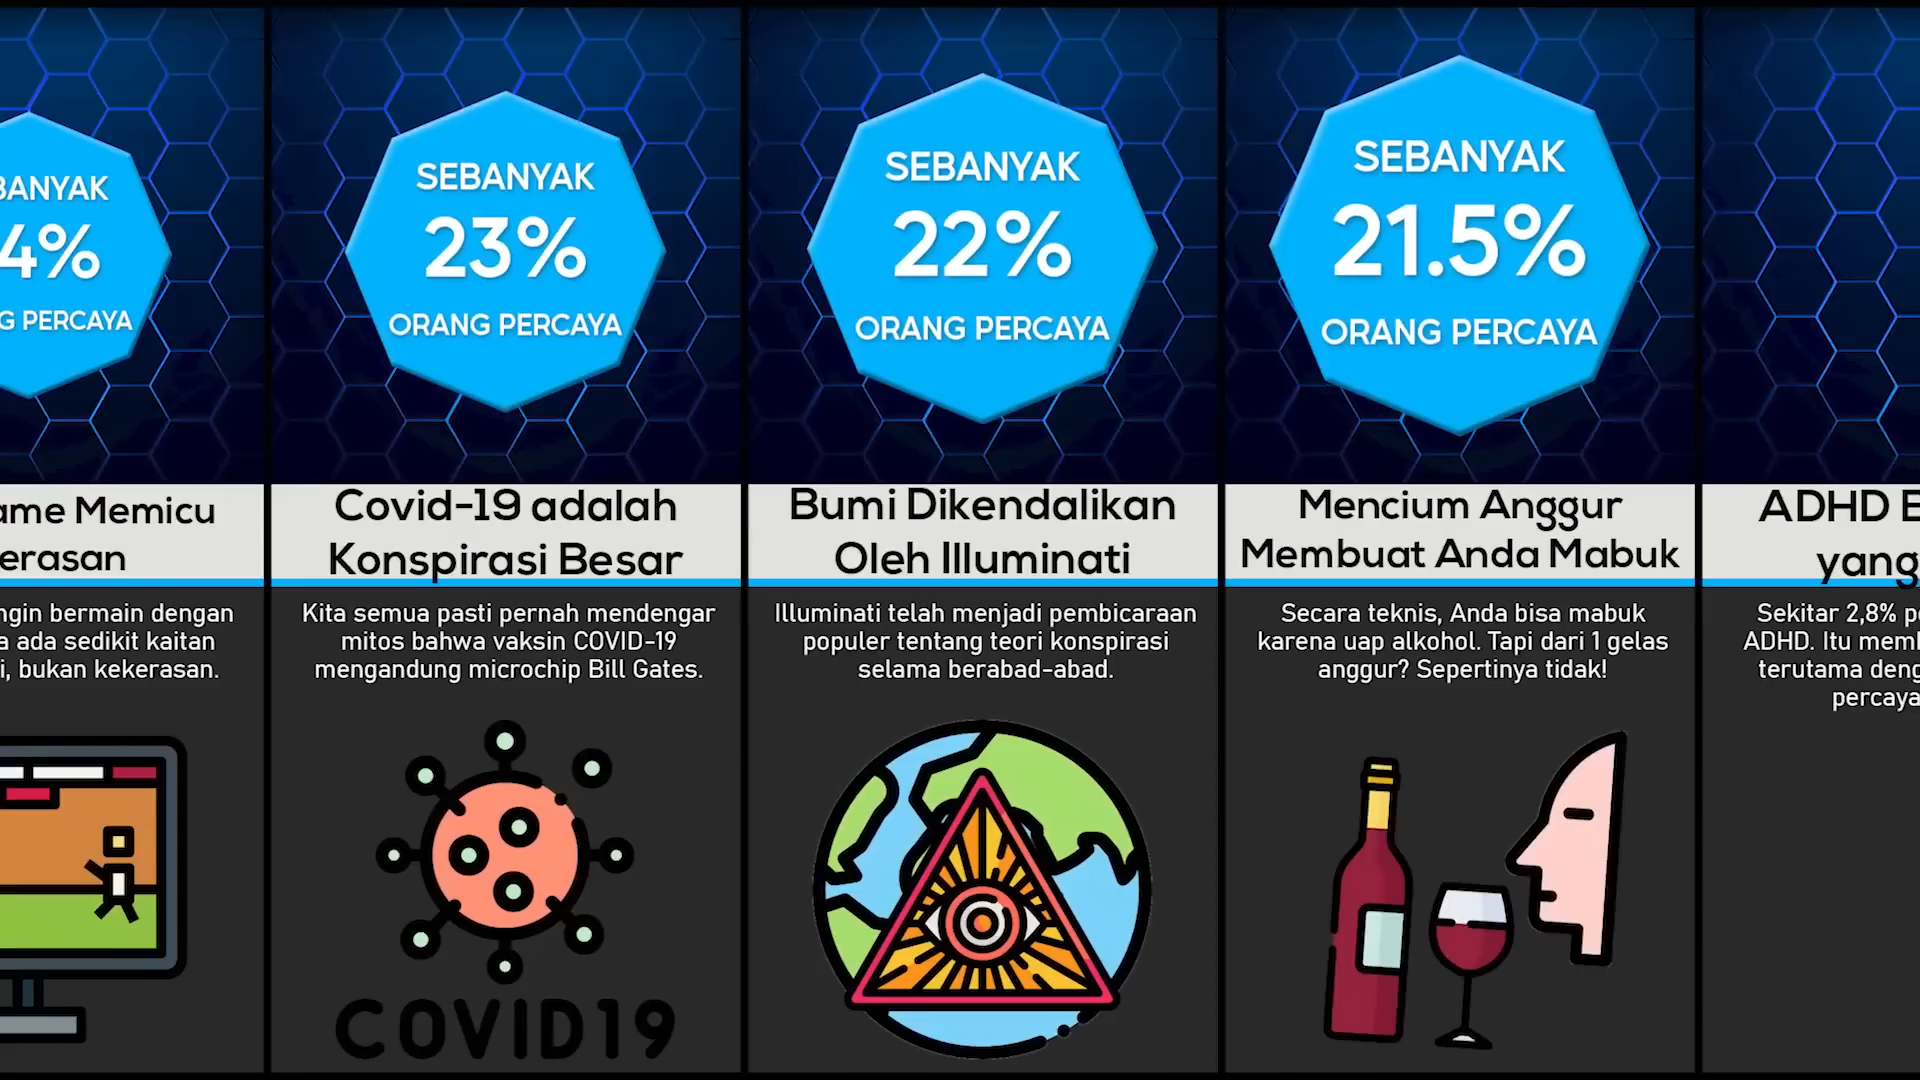 BANYAK
4%
G PERCAYA
ame Memicu
erasan
ngin bermain dengan
a ada sedikit kaitan
i, bukan kekerasan.
SEBANYAK
23%
ORANG PERCAYA
Covid-19 adalah
Konspirasi Besar
Kita semua pasti pernah mendengar
mitos bahwa vaksin COVID-19
mengandung microchip Bill Gates.
COVID19
SEBANYAK
22%
ORANG PERCAYA
Bumi Dikendalikan
Oleh Illuminati
Illuminati telah menjadi pembicaraan
populer tentang teori konspirasi
selama berabad-abad.
SEBANYAK
21.5%
ORANG PERCAYA
Mencium Anggur
Membuat Anda Mabuk
Secara teknis, Anda bisa mabuk
karena uap alkohol. Tapi dari 1 gelas
anggur? Sepertinya tidak!
ADHD
yang
Sekitar 2,8%
ADHD. Itu
terutama
percaya